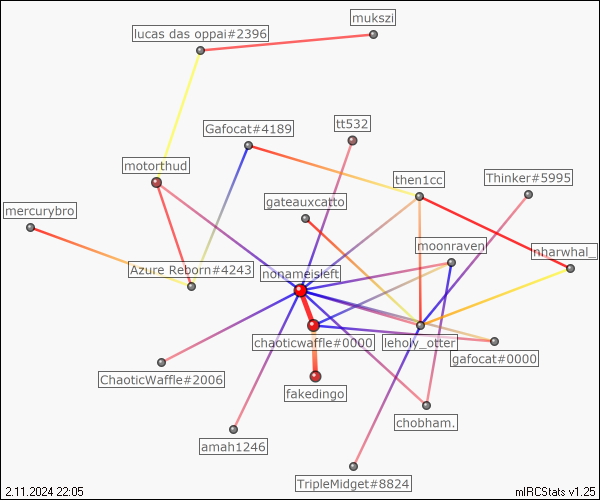 mukszi
lucas das oppai#2396
Gafocat#4189
tt532
motorthud
then1cc
Thinker#5995
gateauxcatto
mercurybro
moonraven
nharwhal_
Azure Reborn#4243
nonameisleft
chaoticwaffle#0000
leholy_otter
gafocat#0000
ChaoticWaffle#2006
fakedingo
chobham.
amah1246
TripleMidget#8824
2.11.2024 22:05
mIRCStats v1.25